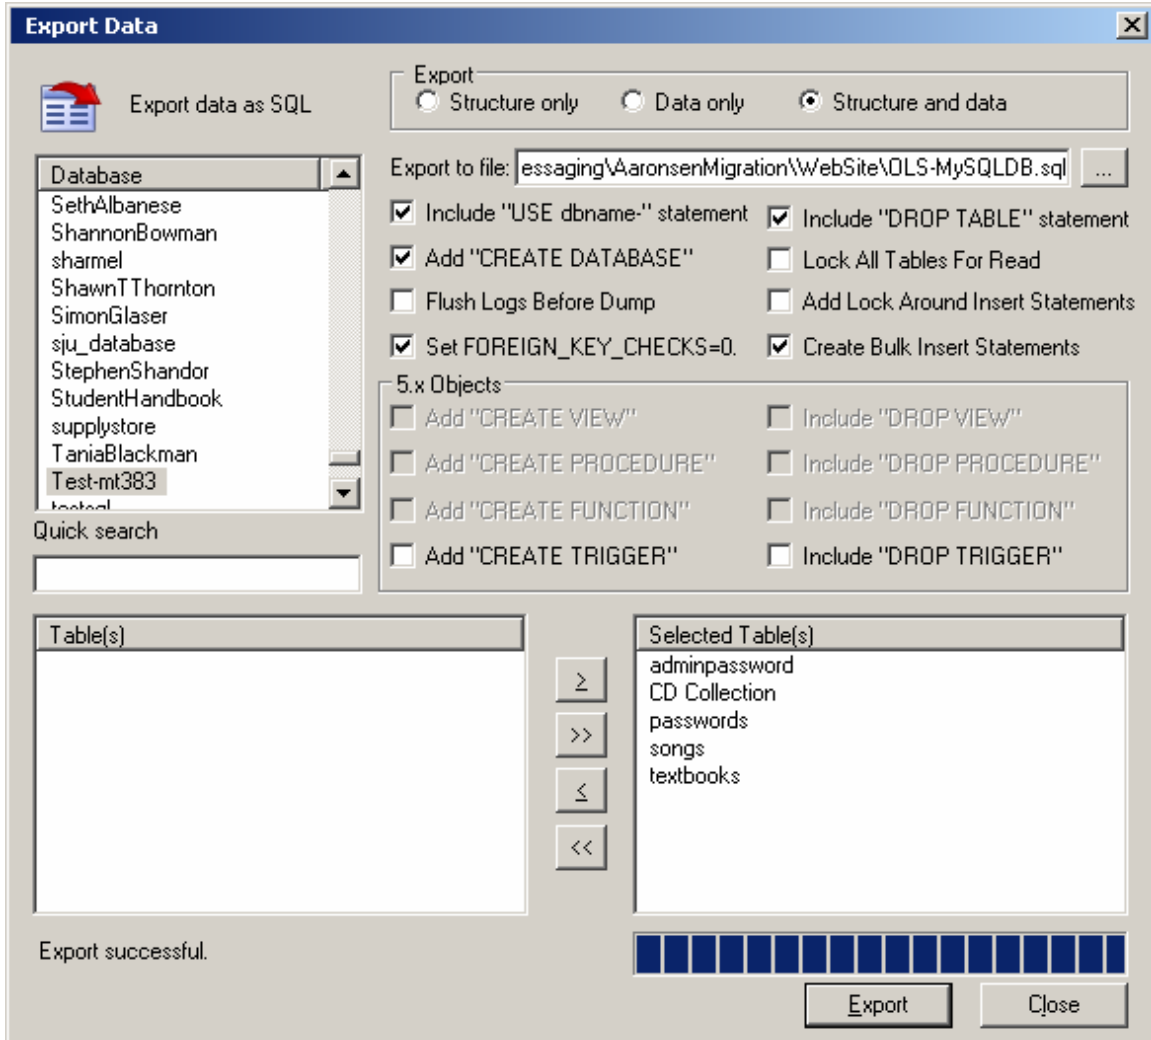 Export Data
Export data as SQL
Export
Structure only
Data only
Structure and data
Export to file:
essaging\AaronsenMigration\\WebSite\OLS-MySQLDB.sql
...
Include "USE dbname-" statement
Include "DROP TABLE" statement
Add "CREATE DATABASE"
Lock All Tables For Read
Flush Logs Before Dump
Add Lock Around Insert Statements
Set FOREIGN_KEY_CHECKS=0.
Create Bulk Insert Statements
5.x Objects
Add "CREATE VIEW"
Include "DROP VIEW"
Add "CREATE PROCEDURE"
Include "DROP PROCEDURE"
Add "CREATE FUNCTION"
Include "DROP FUNCTION"
Add "CREATE TRIGGER"
Include "DROP TRIGGER"
Database
SethAlbanese
ShannonBowman
sharmel
ShawnTThornton
SimonGlaser
sju_database
StephenShandor
StudentHandbook
supplystore
TaniaBlackman
Test-mt383
Quick search
Table(s)
>
>>
<
<<
Selected Table(s)
adminpassword
CD Collection
passwords
songs
textbooks
Export successful.
Export
Close